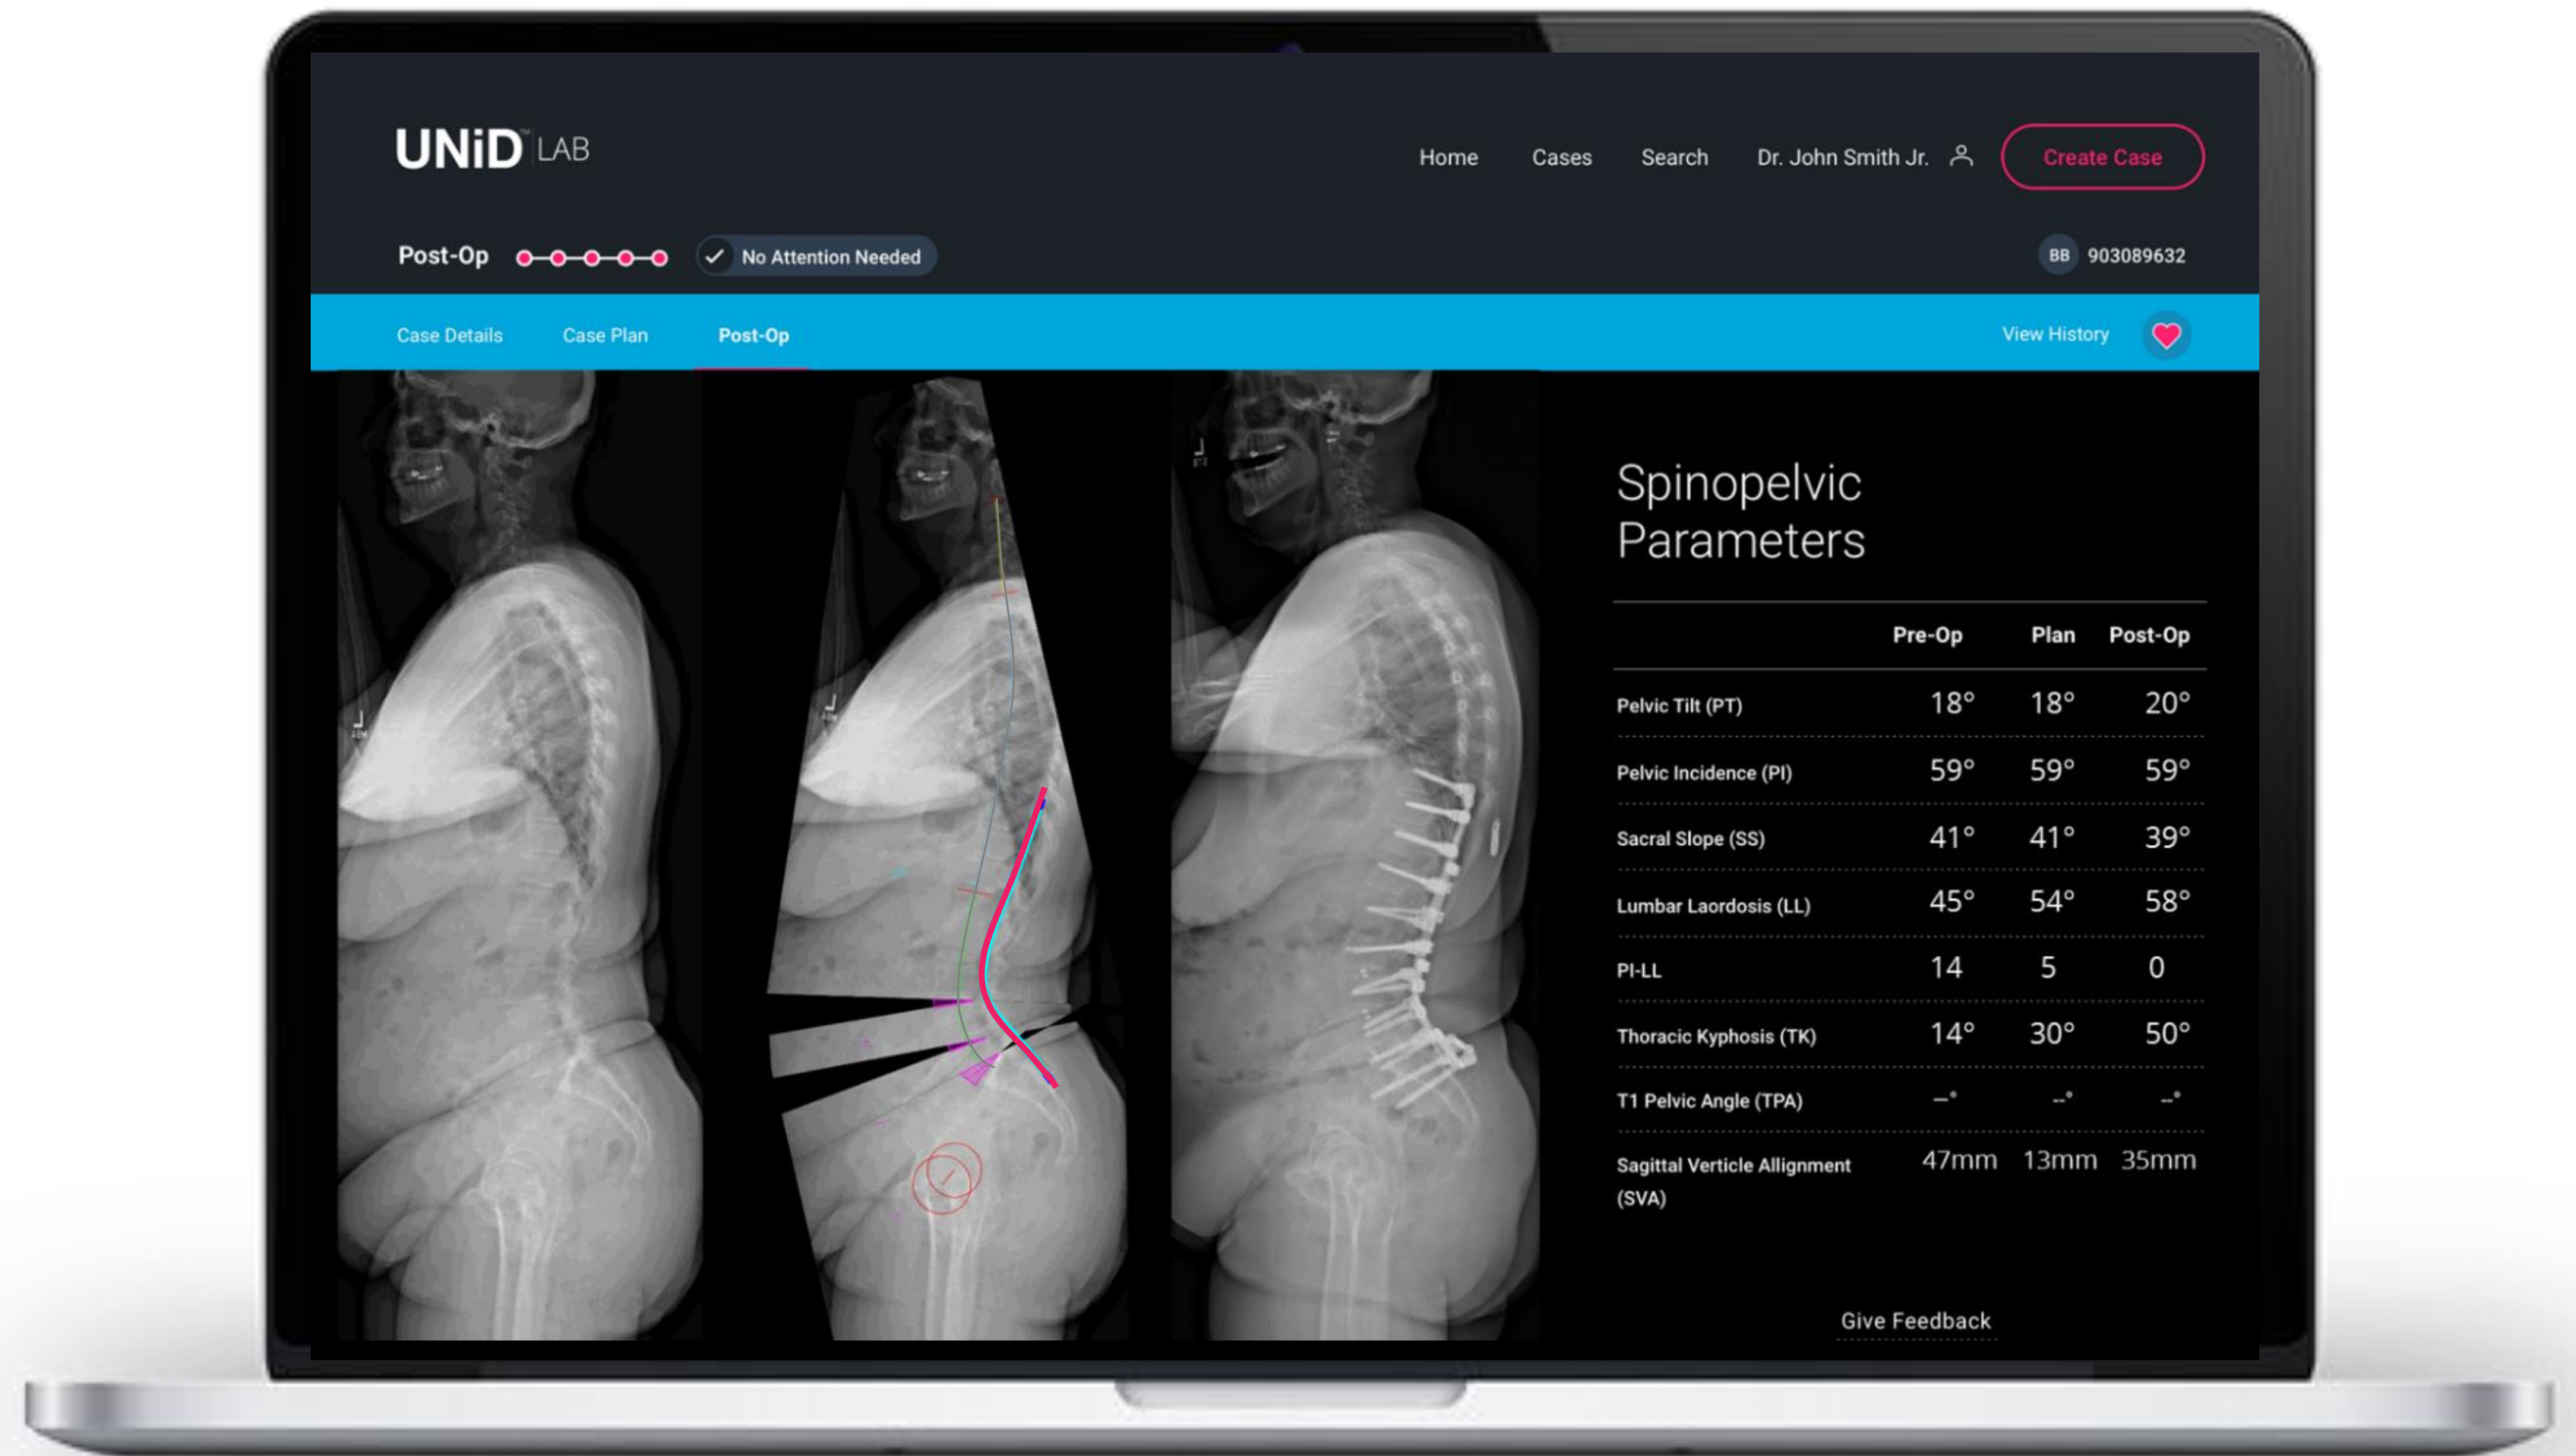 UNiD™ LAB
Home Cases Search Dr. John Smith Jr. Create Case
Post-Op No Attention Needed BB 903089632
Case Details Case Plan Post-Op View History
L
L
L
Spinopelvic
Parameters
Pre-Op Plan Post-Op
Pelvic Tilt (PT) 18° 18° 20°
Pelvic Incidence (PI) 59° 59° 59°
Sacral Slope (SS) 41° 41° 39°
Lumbar Laordosis (LL) 45° 54° 58°
PI-LL 14 5 0
Thoracic Kyphosis (TK) 14° 30° 50°
T1 Pelvic Angle (TPA) --° --° --°
Sagittal Verticle Allignment 47mm 13mm 35mm
(SVA)
Give Feedback